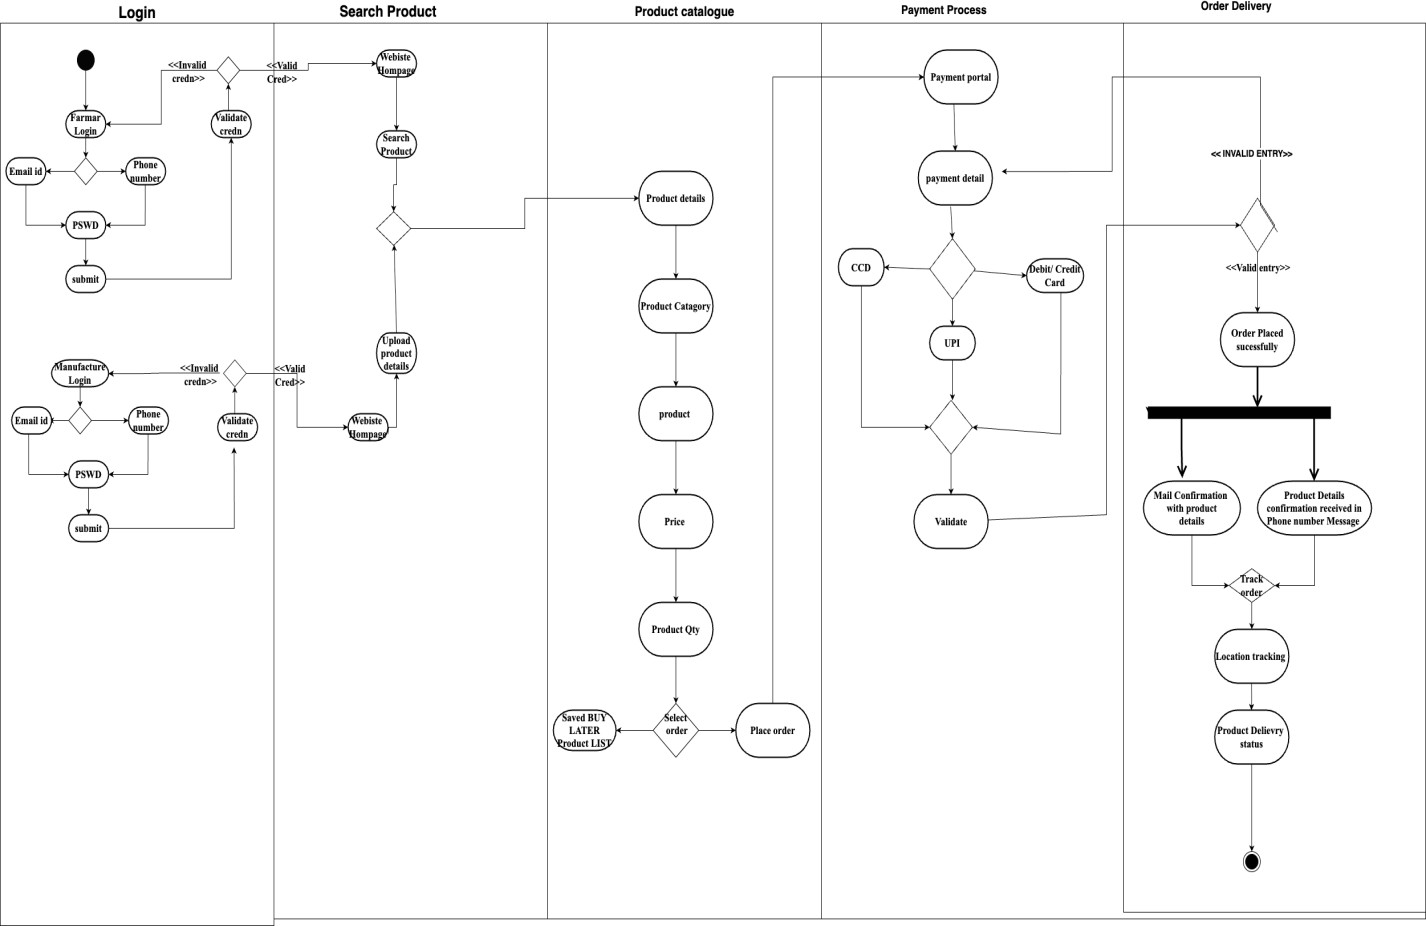 Login
Search Product
Product catalogue
Payment Process
Order Delivery
<<Invalid
credn>>
<<Valid
Cred>>
Farmar
Login
Validate
credn
Email id
Phone
number
PSWD
submit
Manufacture
Login
<<Invalid
credn>>
<<Valid
Cred>>
Email id
Phone
number
Validate
credn
PSWD
submit
Webiste
Hompage
Search
Product
Upload
product
details
Webiste
Hompage
Product details
Product Catagory
product
Price
Product Qty
Select
order
Saved BUY
LATER
Product LIST
Place order
Payment portal
payment detail
CCD
Debit/ Credit
Card
UPI
Validate
<< INVALID ENTRY>>
<<Valid entry>>
Order Placed
sucessfully
Mail Confirmation
with product
details
Product Details
confirmation received in
Phone number Message
Track
order
Location tracking
Product Delievry
status